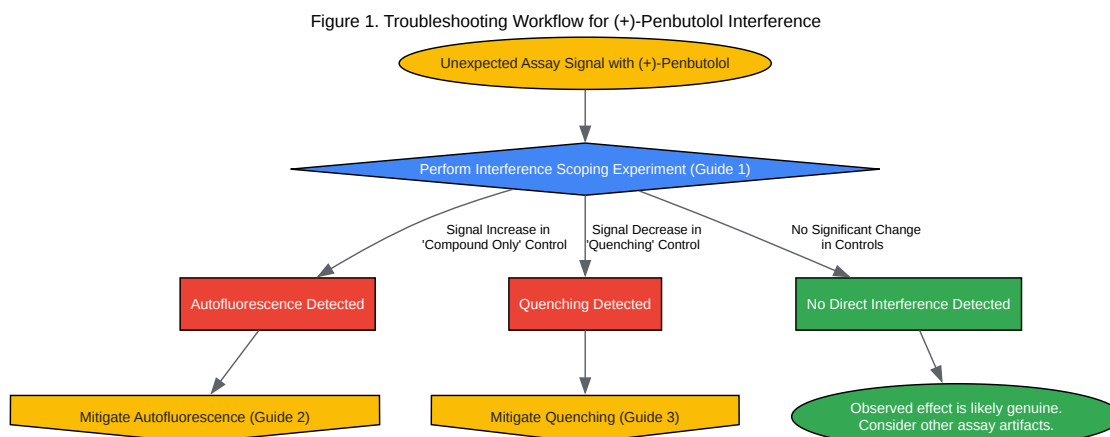 Figure 1. Troubleshooting Workflow for (+)-Penbutolol Interference
Unexpected Assay Signal with (+)-Penbutolol
Perform Interference Scoping Experiment (Guide 1)
Signal Increase in
'Compound Only' Control
Signal Decrease in
'Quenching' Control
No Significant Change
in Controls
Autofluorescence Detected
Quenching Detected
No Direct Interference Detected
Mitigate Autofluorescence (Guide 2)
Mitigate Quenching (Guide 3)
Observed effect is likely genuine.
Consider other assay artifacts.